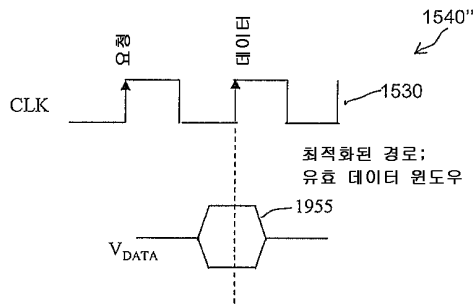 1540"
요청
데이터
CLK
1530
최적화된 경로;
유효 데이터 윈도우
1955
VDATA